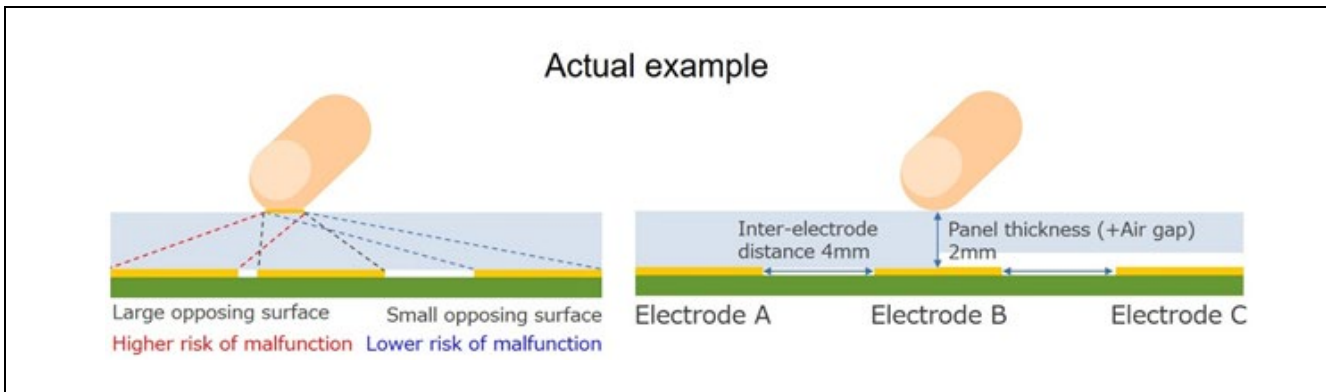 Actual example
Large opposing surface
Small opposing surface
Higher risk of malfunction
Lower risk of malfunction
Inter-electrode
distance 4mm
Panel thickness (+Air gap)
2mm
Electrode A
Electrode B
Electrode C